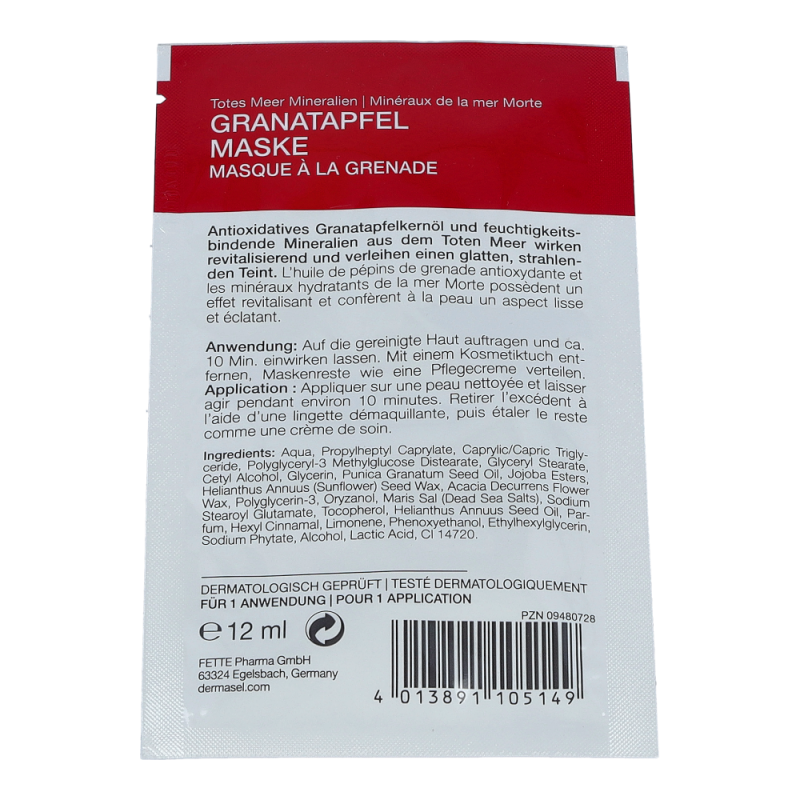 Totes Meer Mineralien | Minéraux de la mer Morte
GRANATAPFEL
MASKE
MASQUE À LA GRENADE
Antioxidatives Granatapfelkernöl und feuchtigkeits-
bindende Mineralien aus dem Toten Meer wirken
revitalisierend und verleihen einen glatten, strahlen-
den Teint. L'huile de pépins de grenade antioxydante et
les minéraux hydratants de la mer Morte possèdent un
effet revitalisant et confèrent à la peau un aspect lisse
et éclatant.
Anwendung: Auf die gereinigte Haut auftragen und ca.
10 Min. einwirken lassen. Mit einem Kosmetiktuch ent-
fernen, Maskenreste wie eine Pflegecreme verteilen.
Application : Appliquer sur une peau nettoyée et laisser
agir pendant environ 10 minutes. Retirer l'excédent à
l'aide d'une lingette démaquillante, puis étaler le reste
comme une crème de soin.
Ingredients: Aqua, Propylheptyl Caprylate, Caprylic/Capric Trigly-
ceride, Polyglyceryl-3 Methylglucose Distearate, Glyceryl Stearate,
Cetyl Alcohol, Glycerin, Punica Granatum Seed Oil, Jojoba Esters,
Helianthus Annuus (Sunflower) Seed Wax, Acacia Decurrens Flower
Wax, Polyglycerin-3, Oryzanol, Maris Sal (Dead Sea Salts), Sodium
Stearoyl Glutamate, Tocopherol, Helianthus Annuus Seed Oil, Par-
fum, Hexyl Cinnamal, Limonene, Phenoxyethanol, Ethylhexylglycerin,
Sodium Phytate, Alcohol, Lactic Acid, CI 14720.
DERMATOLOGISCH GEPRÜFT | TESTÉ DERMATOLOGIQUEMENT
FÜR 1 ANWENDUNG | POUR 1 APPLICATION
PZN 09480728
℮ 12 ml
FETTE Pharma GmbH
63324 Egelsbach, Germany
dermasel.com
4 013891 105149